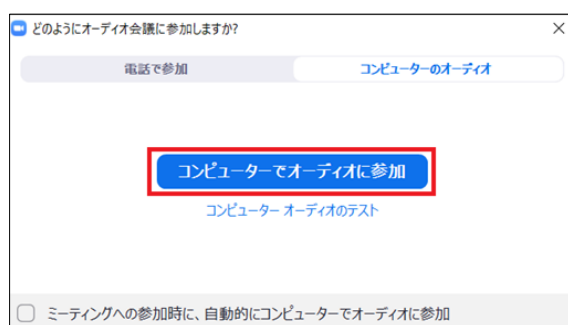 どのようにオーディオ会議に参加しますか?
電話で参加 コンピューターのオーディオ
コンピューターでオーディオに参加
コンピューター オーディオのテスト
ミーティングへの参加時に、自動的にコンピューターでオーディオに参加